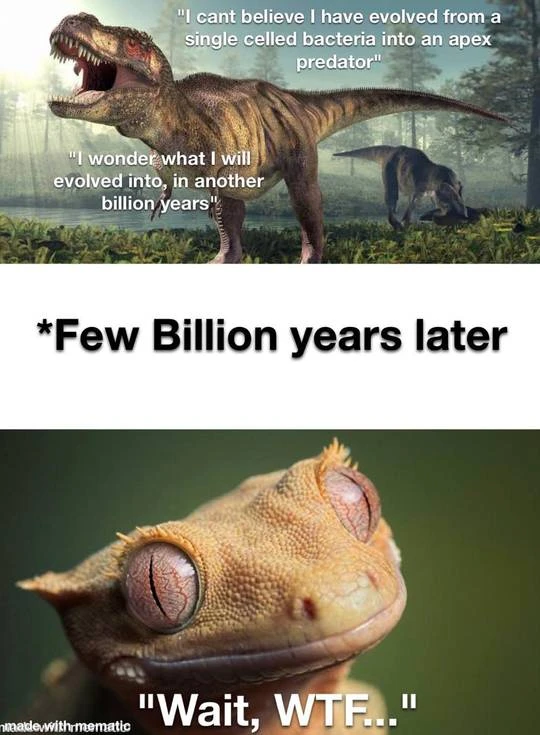 "I cant believe I have evolved from a
single celled bacteria into an apex
predator"
"I wonder what I will
evolved into, in another
billion years"
*Few Billion years later
"Wait, WTF..."
made with mematic